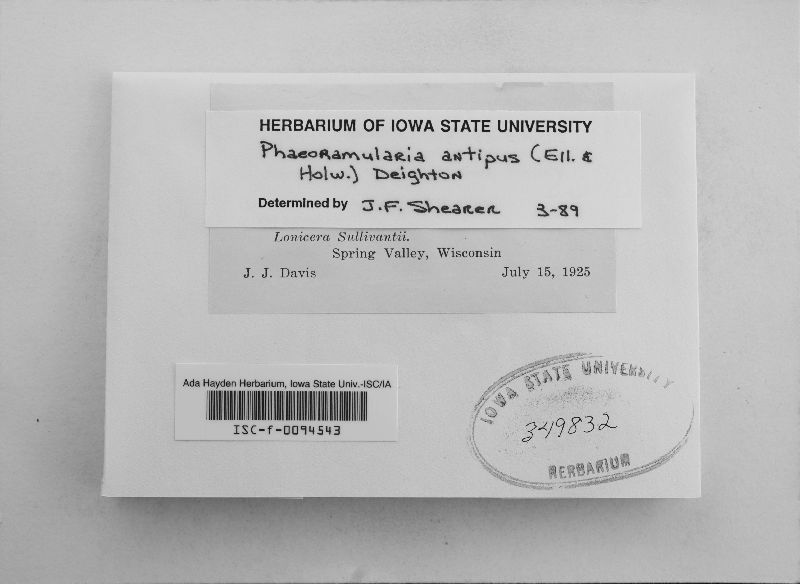 HERBARIUM OF IOWA STATE UNIVERSITY
Phaeoramularia antipus (Ell. &
Holw.) Deighton
Determined by J.F. Shearer 3-89
Lonicera Sullivantii.
Spring Valley, Wisconsin
J. J. Davis July 15, 1925
Ada Hayden Herbarium, Iowa State Univ.-ISC/IA
ISC-f-0094543
IOWA STATE UNIVERSITY
349832
HERBARIUM